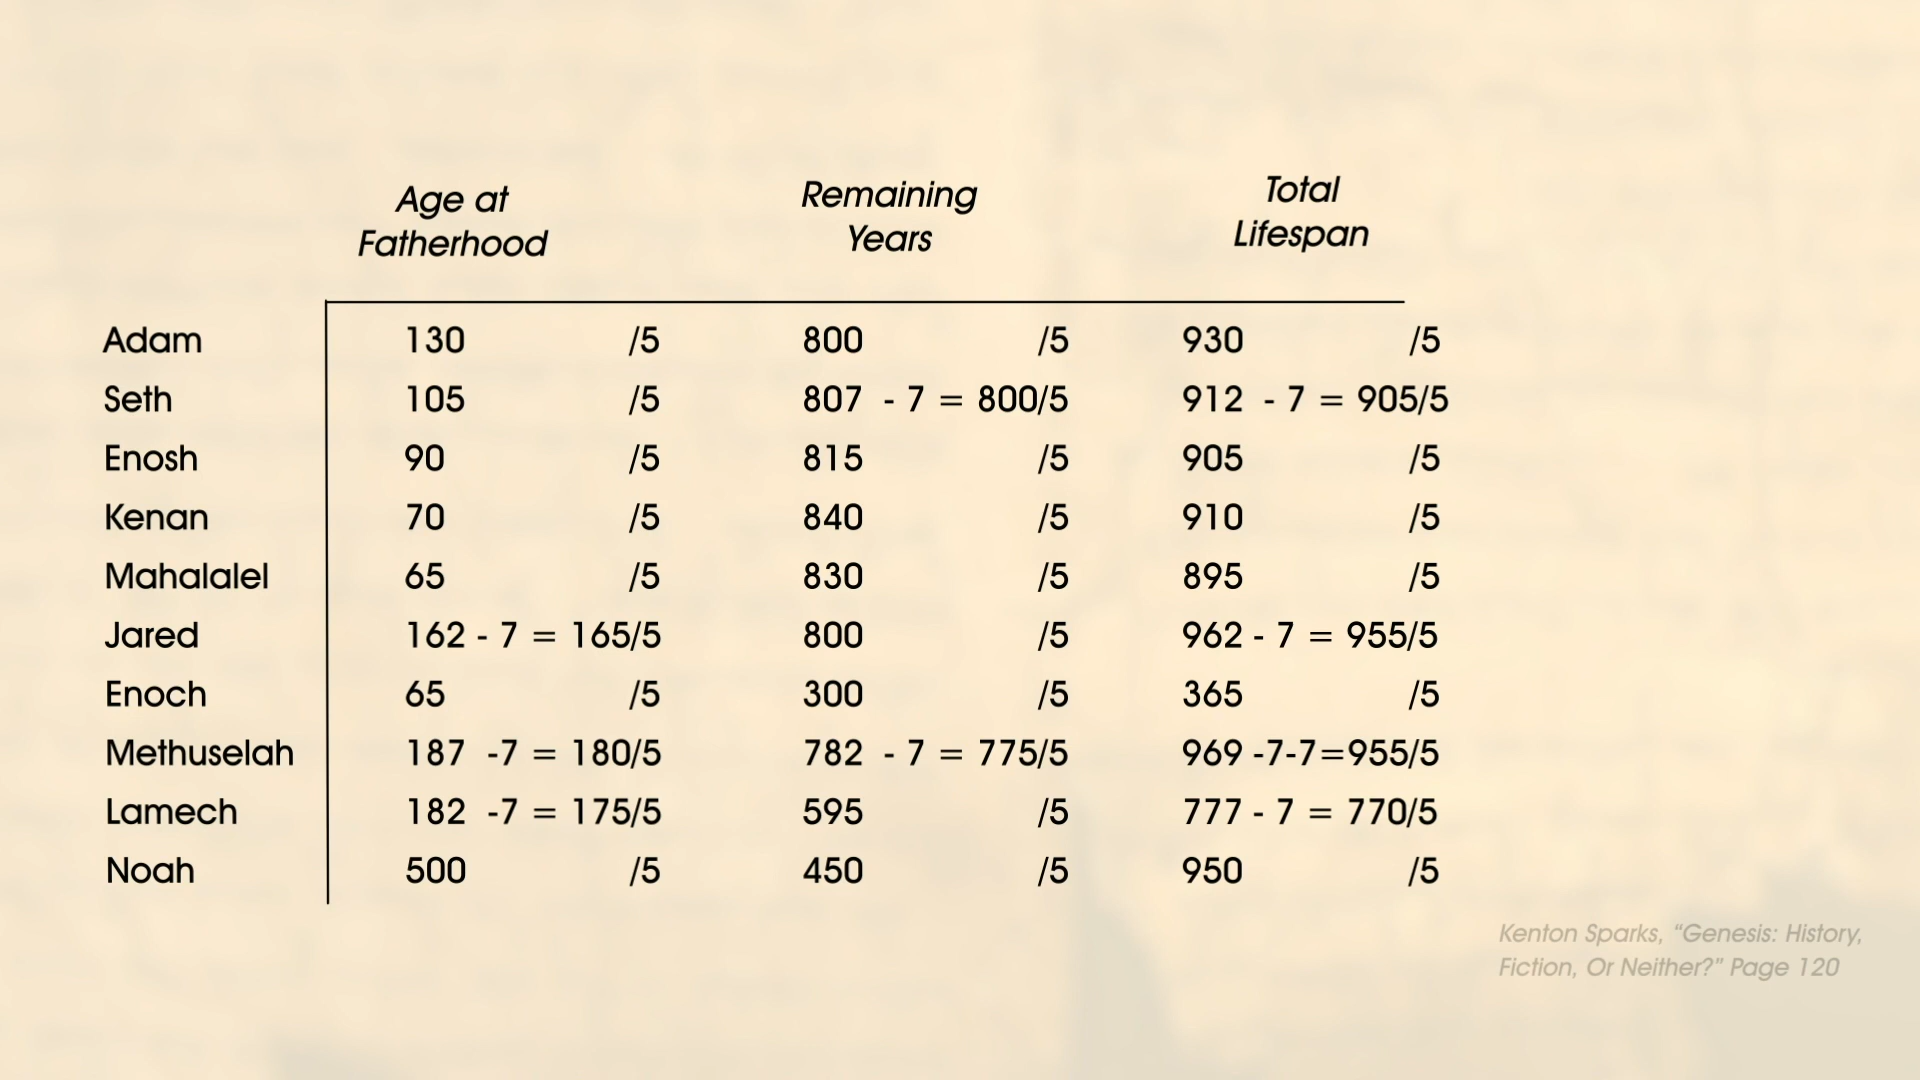 Age at
Fatherhood
Remaining
Years
Total
Lifespan
Adam 130 /5 800 /5 930 /5
Seth 105 /5 807 - 7 = 800/5 912 - 7 = 905/5
Enosh 90 /5 815 /5 905 /5
Kenan 70 /5 840 /5 910 /5
Mahalalel 65 /5 830 /5 895 /5
Jared 162 - 7 = 165/5 800 /5 962 - 7 = 955/5
Enoch 65 /5 300 /5 365 /5
Methuselah 187 -7 = 180/5 782 - 7 = 775/5 969 -7-7=955/5
Lamech 182 -7 = 175/5 595 /5 777 - 7 = 770/5
Noah 500 /5 450 /5 950 /5
Kenton Sparks, “Genesis: History,
Fiction, Or Neither?” Page 120